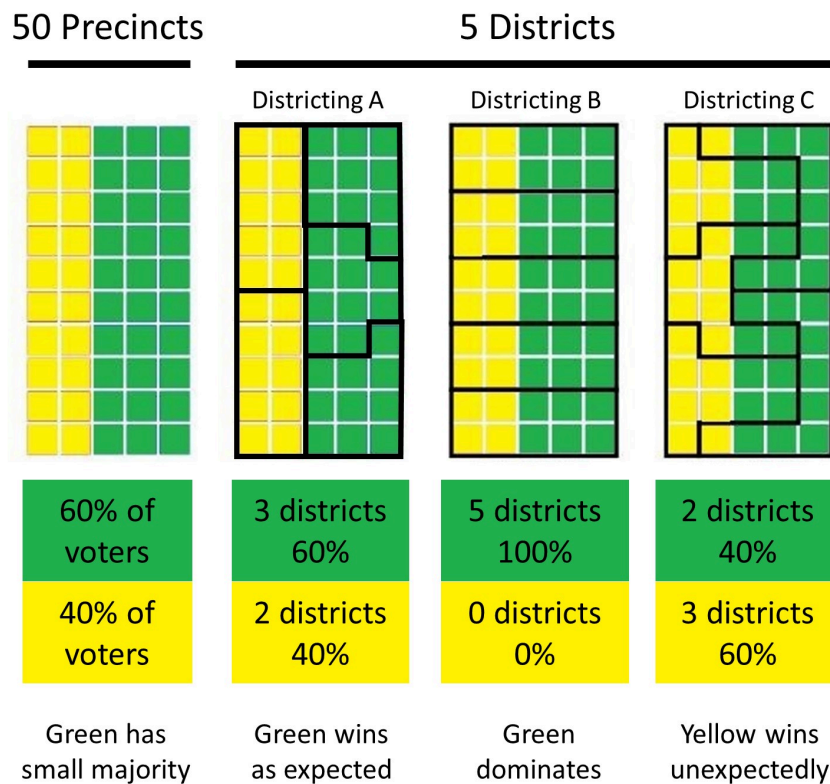 50 Precincts
5 Districts
Districting A
Districting B
Districting C
60% of
voters
3 districts
60%
5 districts
100%
2 districts
40%
40% of
voters
2 districts
40%
0 districts
0%
3 districts
60%
Green has
small majority
Green wins
as expected
Green
dominates
Yellow wins
unexpectedly